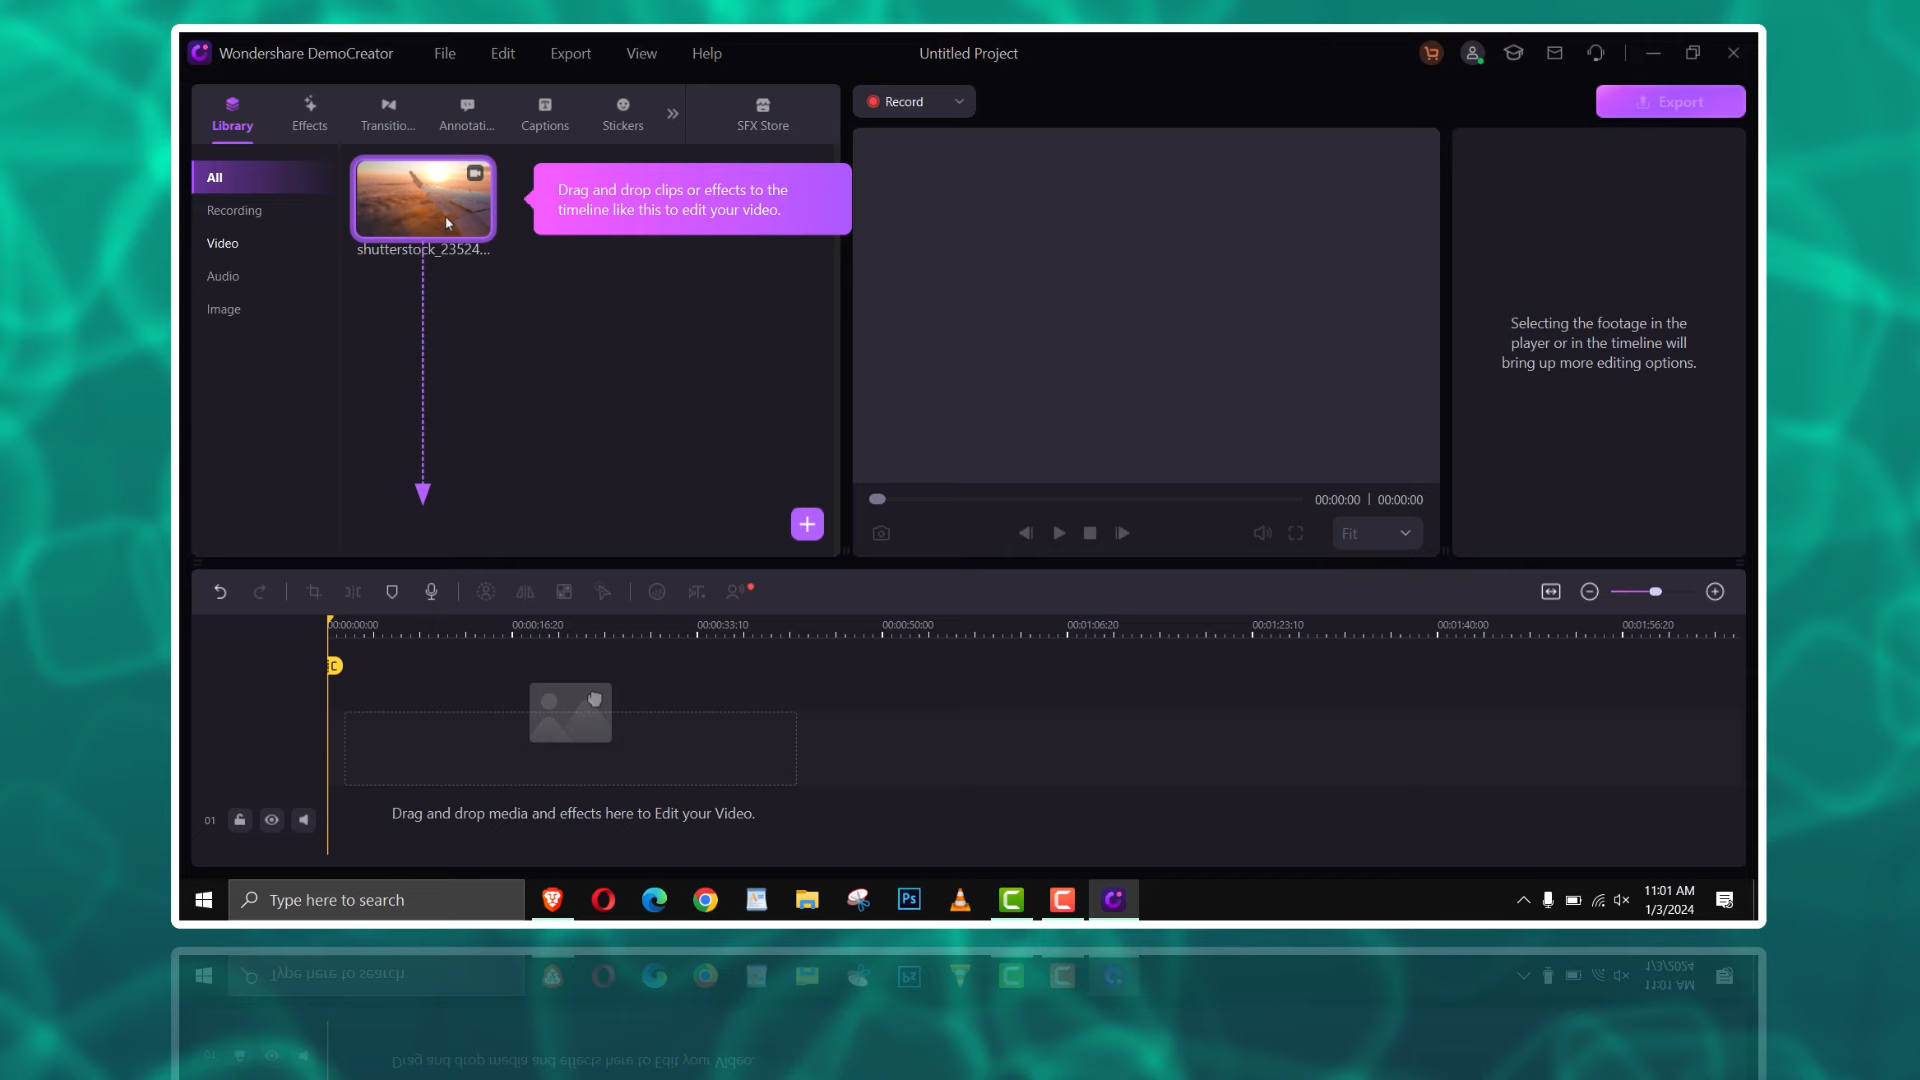 Wondershare DemoCreator File Edit Export View Help Untitled Project
Record Export
Library Effects Transitio... Annotati... Captions Stickers SFX Store
All
Recording
Video
Audio
Image
Drag and drop clips or effects to the
timeline like this to edit your video.
shutterstock_23524...
Selecting the footage in the
player or in the timeline will
bring up more editing options.
00:00:00 | 00:00:00
Fit
00:00:00:00 00:00:16:20 00:00:33:10 00:00:50:00 00:01:06:20 00:01:23:10 00:01:40:00 00:01:56:20
Drag and drop media and effects here to Edit your Video.
01
Type here to search
Ps
11:01 AM
1/3/2024